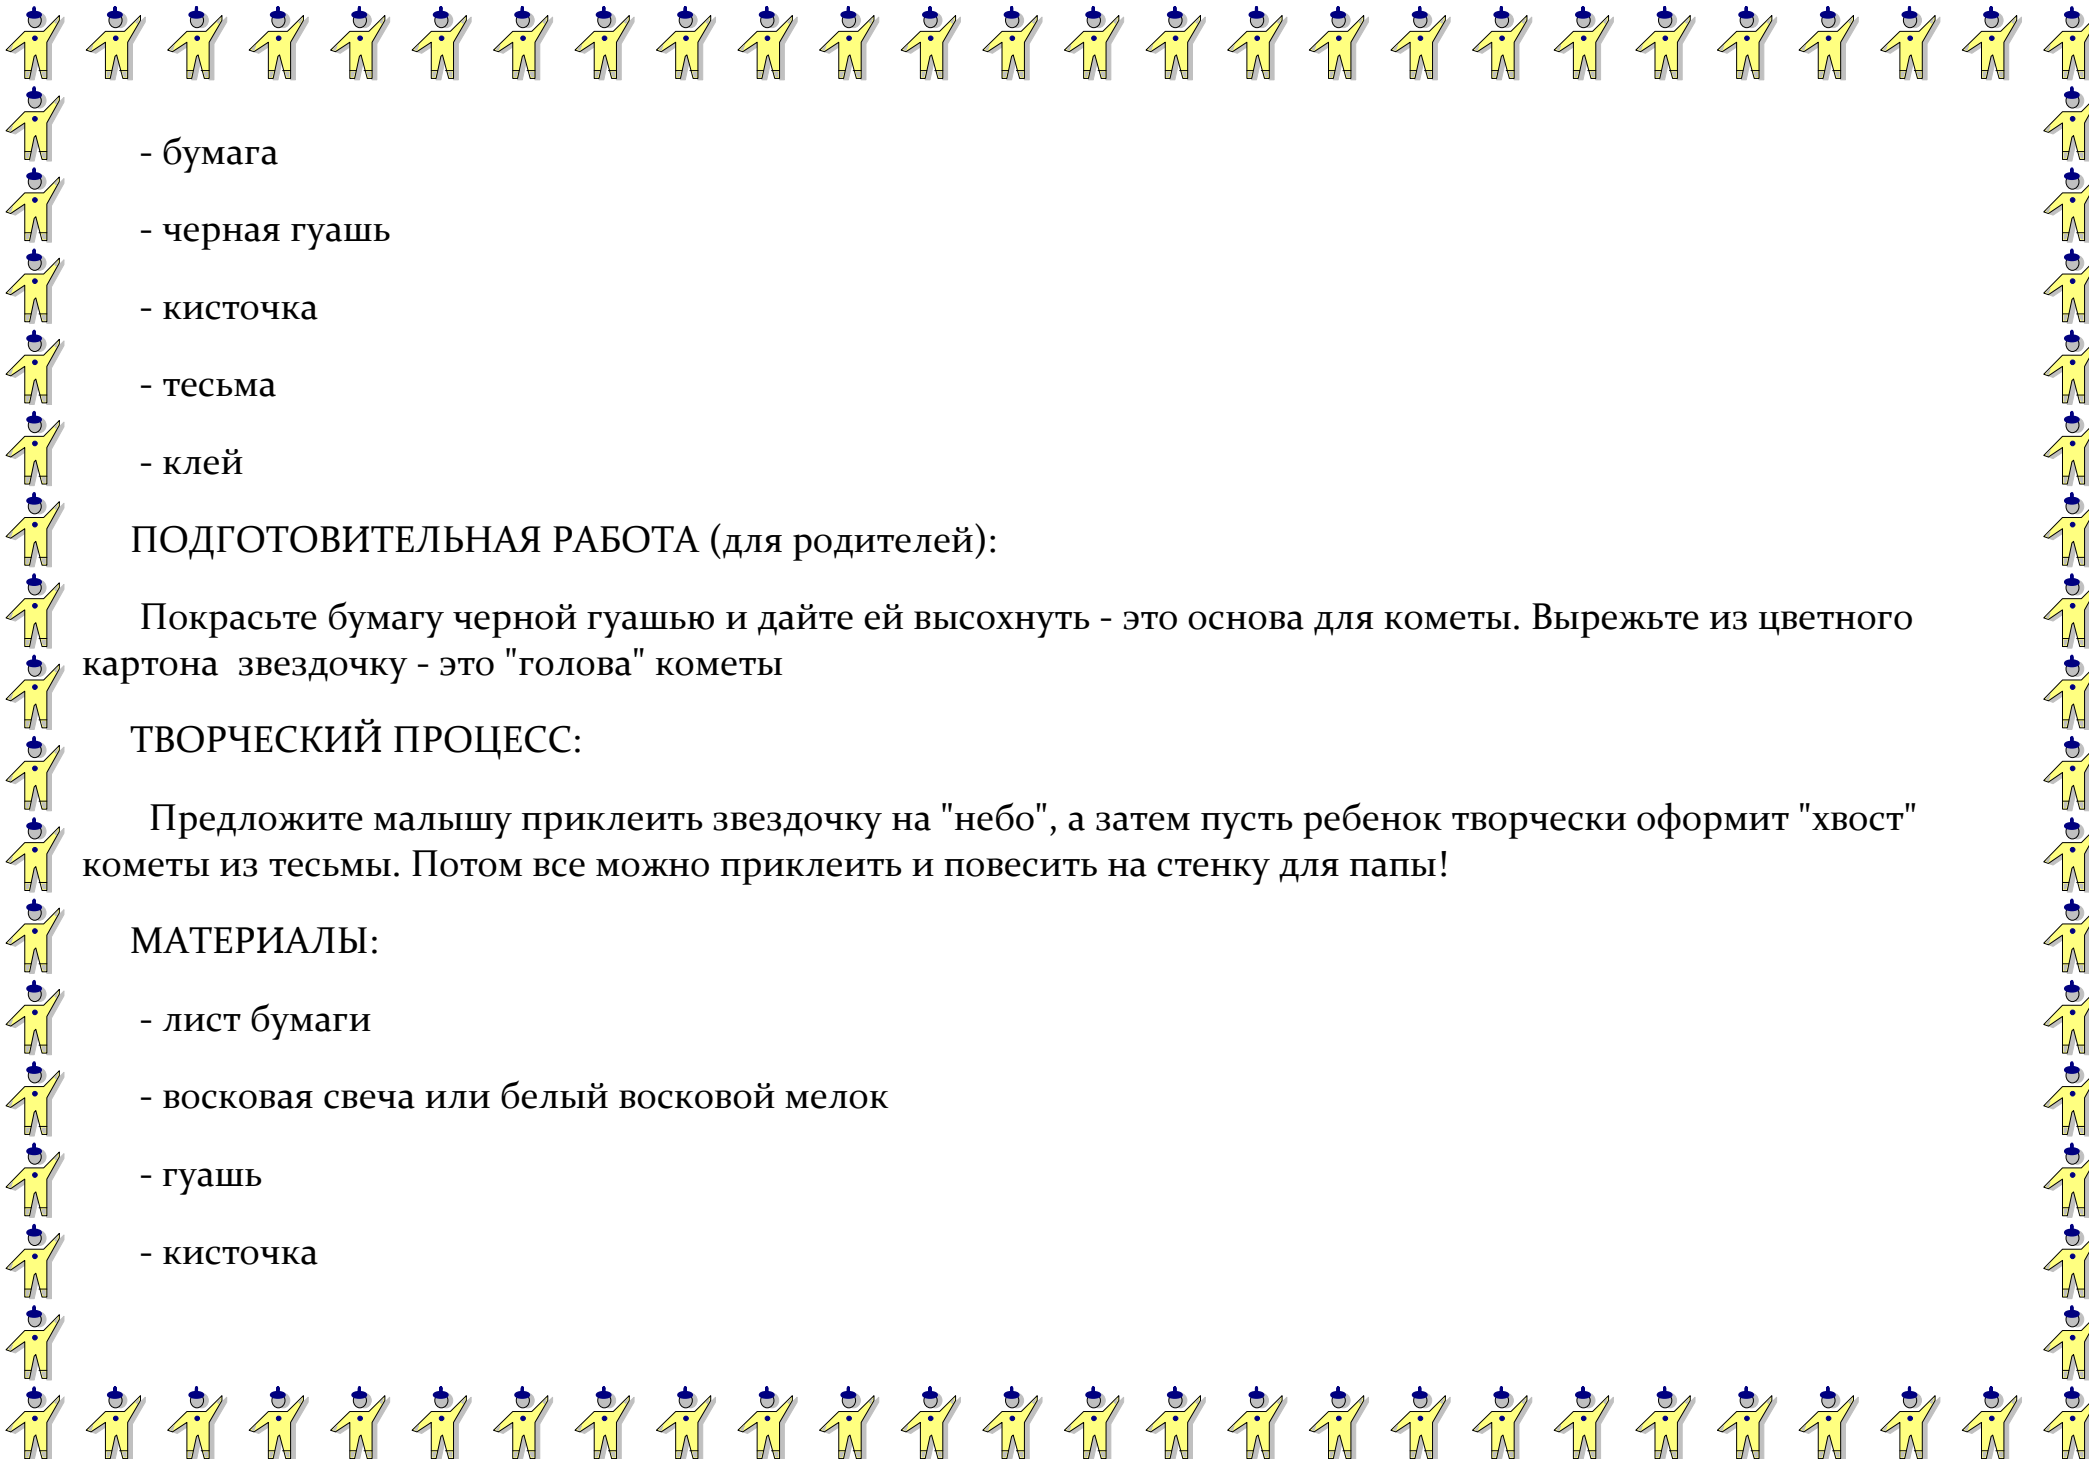 - бумага
- черная гуашь
- кисточка
- тесьма
- клей
ПОДГОТОВИТЕЛЬНАЯ РАБОТА (для родителей):
Покрасьте бумагу черной гуашью и дайте ей высохнуть - это основа для кометы. Вырежьте из цветного
картона звездочку - это "голова" кометы
ТВОРЧЕСКИЙ ПРОЦЕСС:
Предложите малышу приклеить звездочку на "небо", а затем пусть ребенок творчески оформит "хвост"
кометы из тесьмы. Потом все можно приклеить и повесить на стенку для папы!
МАТЕРИАЛЫ:
- лист бумаги
- восковая свеча или белый восковой мелок
- гуашь
- кисточка